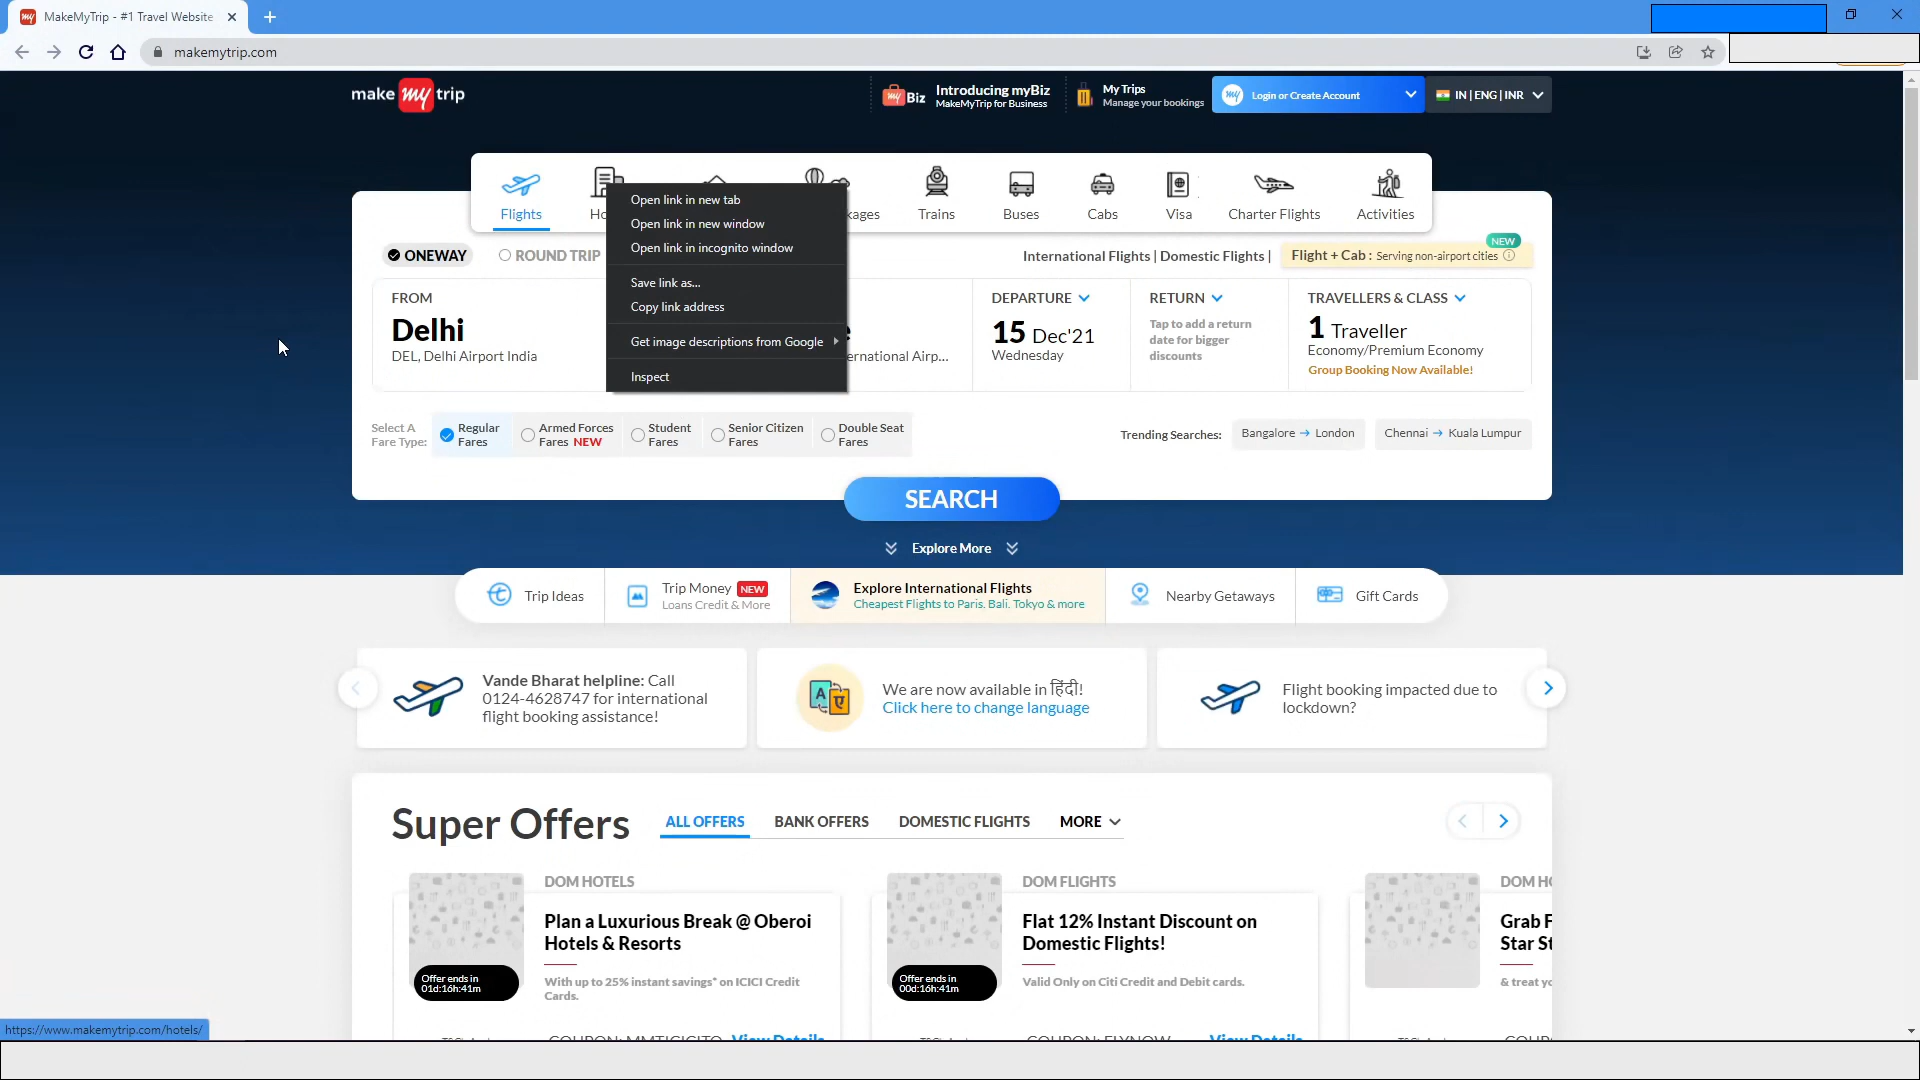 MakeMyTrip - #1 Travel Website
makemytrip.com
make my trip
my Biz
Introducing myBiz
MakeMyTrip for Business
My Trips
Manage your bookings
my
Login or Create Account
IN | ENG | INR
Flights
Trains
Buses
Cabs
Visa
Charter Flights
Activities
Open link in new tab
Open link in new window
Open link in incognito window
Save link as...
Copy link address
Get image descriptions from Google
Inspect
ONEWAY
ROUND TRIP
International Flights | Domestic Flights |
NEW
Flight + Cab : Serving non-airport cities
FROM
Delhi
DEL, Delhi Airport India
DEPARTURE
15 Dec'21
Wednesday
RETURN
Tap to add a return
date for bigger
discounts
TRAVELLERS & CLASS
1 Traveller
Economy/Premium Economy
Group Booking Now Available!
Select A
Fare Type:
Regular
Fares
Armed Forces
Fares NEW
Student
Fares
Senior Citizen
Fares
Double Seat
Fares
Trending Searches:
Bangalore → London
Chennai → Kuala Lumpur
SEARCH
Explore More
Trip Ideas
Trip Money NEW
Loans Credit & More
Explore International Flights
Cheapest Flights to Paris, Bali, Tokyo & more
Nearby Getaways
Gift Cards
Vande Bharat helpline: Call
0124-4628747 for international
flight booking assistance!
We are now available in हिंदी!
Click here to change language
Flight booking impacted due to
lockdown?
Super Offers
ALL OFFERS
BANK OFFERS
DOMESTIC FLIGHTS
MORE
DOM HOTELS
Plan a Luxurious Break @ Oberoi
Hotels & Resorts
With up to 25% instant savings* on ICICI Credit
Cards.
Offer ends in
01d:16h:41m
View Details
DOM FLIGHTS
Flat 12% Instant Discount on
Domestic Flights!
Valid Only on Citi Credit and Debit cards.
Offer ends in
00d:16h:41m
COUPON: FLYNOW
View Details
DOM
Grab
Star
& treat
https://www.makemytrip.com/hotels/